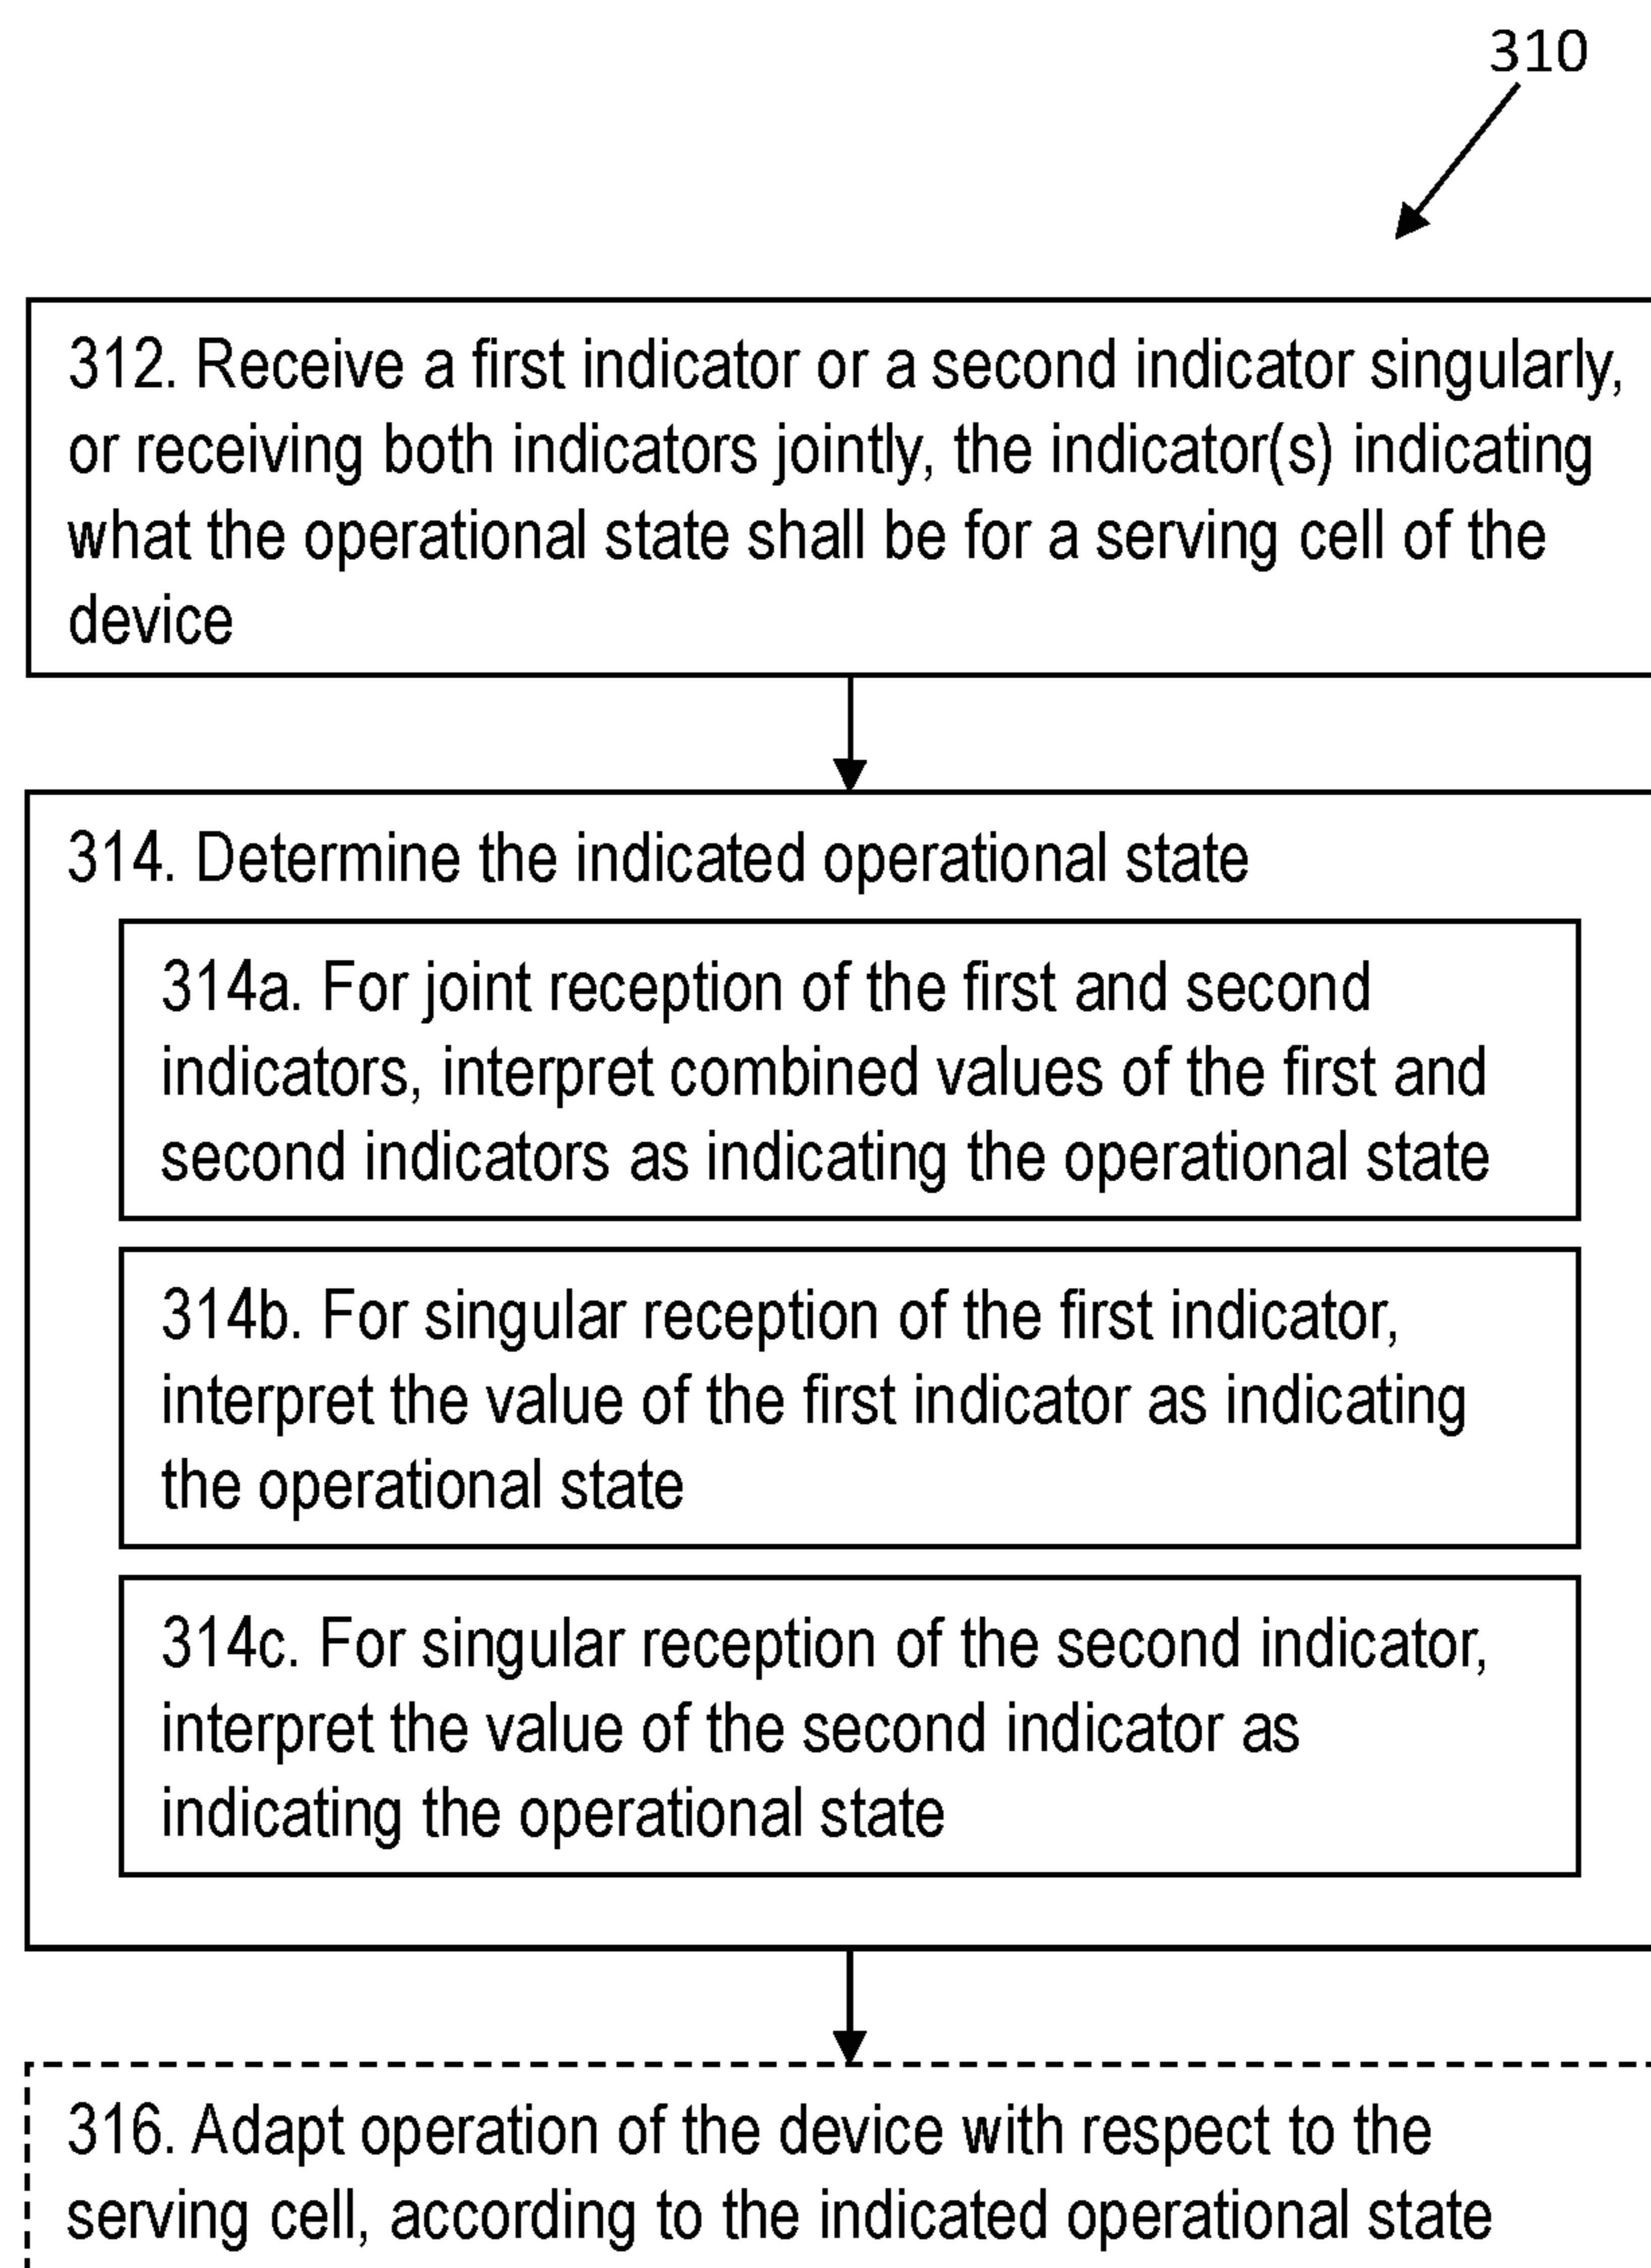 310
312. Receive a first indicator or a second indicator singularly,
or receiving both indicators jointly, the indicator(s) indicating
what the operational state shall be for a serving cell of the
device
314. Determine the indicated operational state
314a. For joint reception of the first and second
indicators, interpret combined values of the first and
second indicators as indicating the operational state
314b. For singular reception of the first indicator,
interpret the value of the first indicator as indicating
the operational state
314c. For singular reception of the second indicator,
interpret the value of the second indicator as
indicating the operational state
316. Adapt operation of the device with respect to the
serving cell, according to the indicated operational state